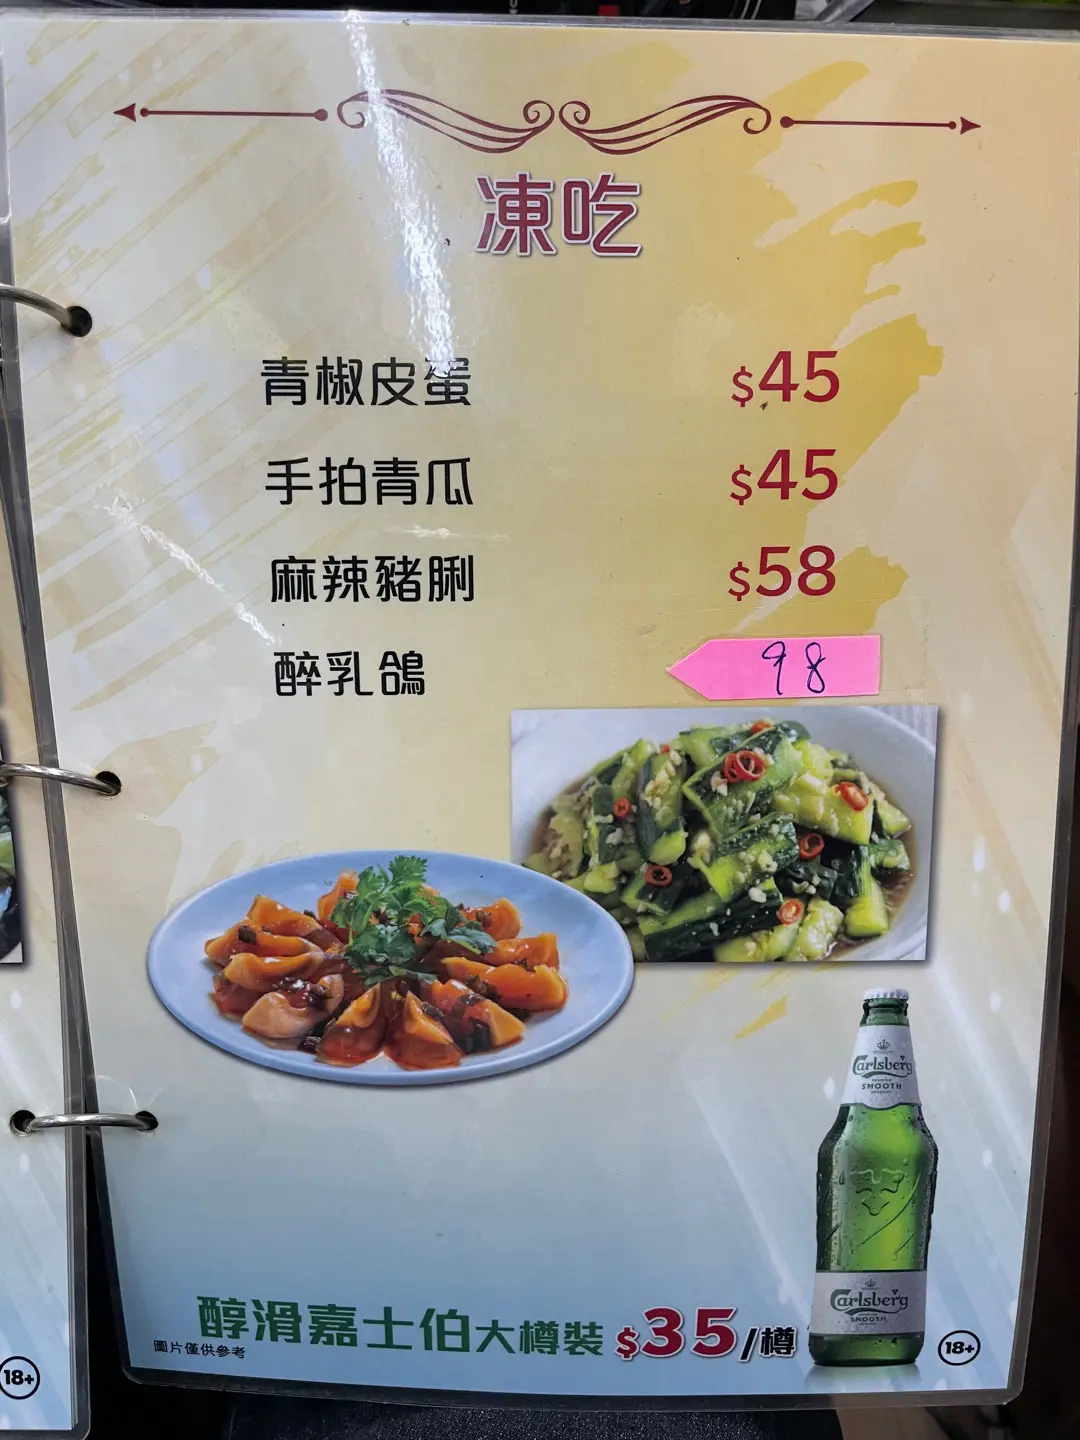 凍吃
青椒皮蛋 $45
手拍青瓜 $45
麻辣豬脷 $58
醉乳鴿 98
Carlsberg
PREMIUM
SMOOTH
Carlsberg
SMOOTH
醇滑嘉士伯大樽裝 $35/樽
圖片僅供參考
18+
18+